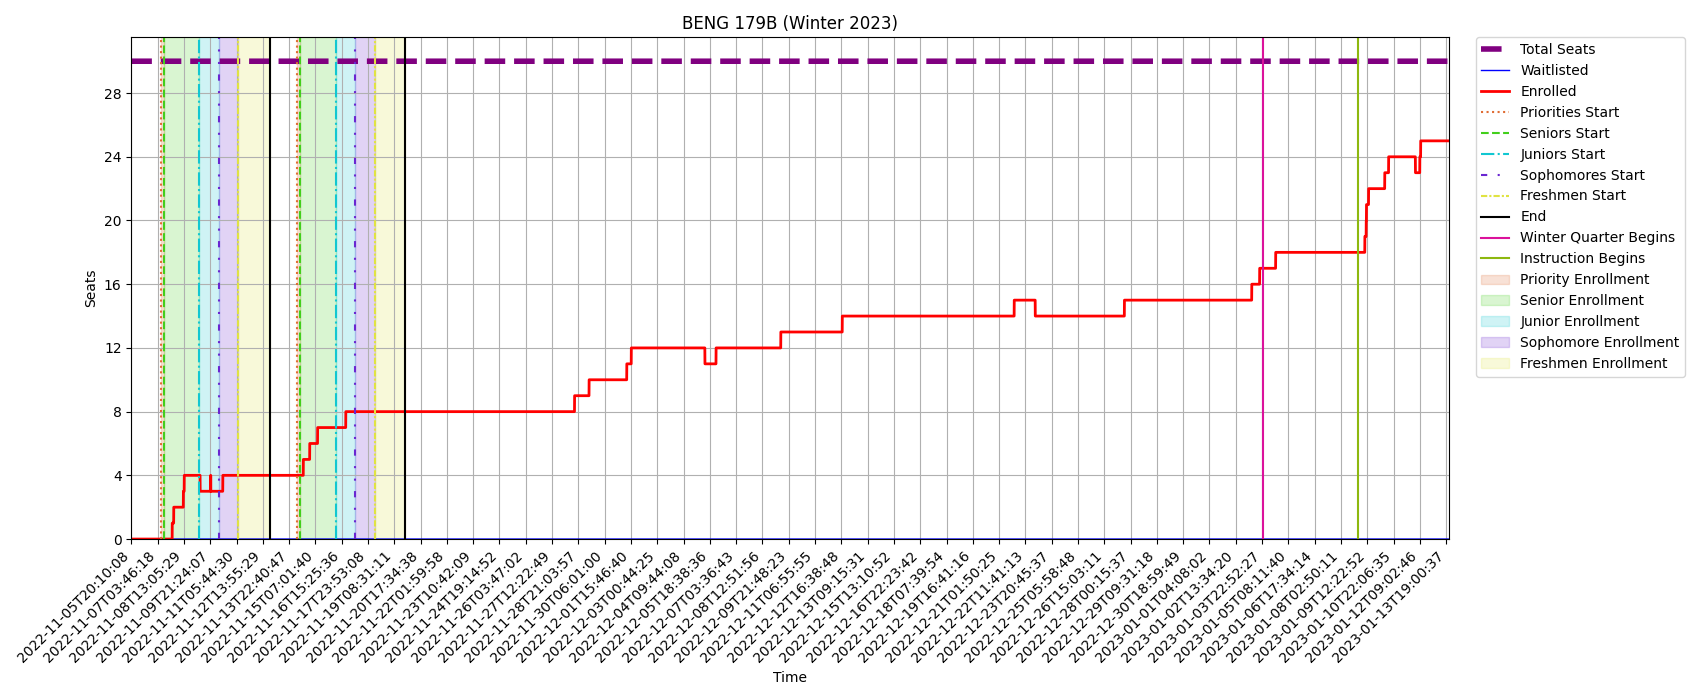 BENG 179B (Winter 2023)
Seats
28
24
20
16
12
8
4
0
2022-11-05T20:10:08
2022-11-07T03:46:18
2022-11-08T13:05:29
2022-11-09T21:24:07
2022-11-11T05:44:30
2022-11-12T13:55:29
2022-11-13T22:40:47
2022-11-15T07:01:40
2022-11-16T15:25:36
2022-11-17T23:53:08
2022-11-19T08:31:11
2022-11-20T17:34:38
2022-11-22T01:59:58
2022-11-23T10:42:09
2022-11-24T19:14:52
2022-11-26T03:47:02
2022-11-27T12:22:49
2022-11-28T21:03:57
2022-11-30T06:01:00
2022-12-01T15:46:40
2022-12-03T00:44:25
2022-12-04T09:44:08
2022-12-05T18:38:36
2022-12-07T03:36:43
2022-12-08T12:51:56
2022-12-09T21:48:23
2022-12-11T06:55:55
2022-12-12T16:38:48
2022-12-13T09:15:31
2022-12-15T13:10:52
2022-12-16T22:23:42
2022-12-18T07:39:54
2022-12-19T16:41:16
2022-12-21T01:50:25
2022-12-22T11:41:13
2022-12-23T20:45:37
2022-12-25T05:58:48
2022-12-26T15:03:11
2022-12-28T00:15:37
2022-12-29T09:31:18
2022-12-30T18:59:49
2023-01-01T04:08:02
2023-01-02T13:34:20
2023-01-03T22:52:27
2023-01-05T08:11:40
2023-01-06T17:34:14
2023-01-08T02:50:11
2023-01-09T12:22:52
2023-01-10T22:06:35
2023-01-12T09:02:46
2023-01-13T19:00:37
Time
Total Seats
Waitlisted
Enrolled
Priorities Start
Seniors Start
Juniors Start
Sophomores Start
Freshmen Start
End
Winter Quarter Begins
Instruction Begins
Priority Enrollment
Senior Enrollment
Junior Enrollment
Sophomore Enrollment
Freshmen Enrollment